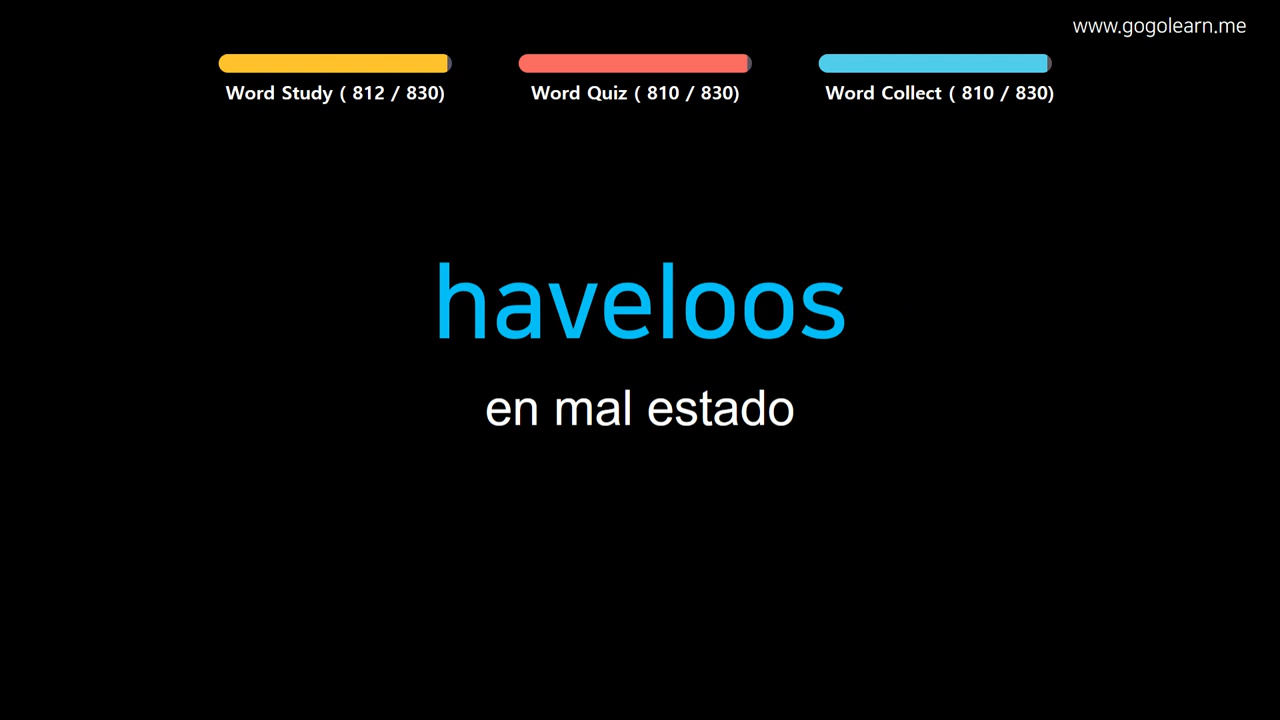 www.gogolearn.me
Word Study ( 812 / 830)
Word Quiz ( 810 / 830)
Word Collect ( 810 / 830)
haveloos
en mal estado